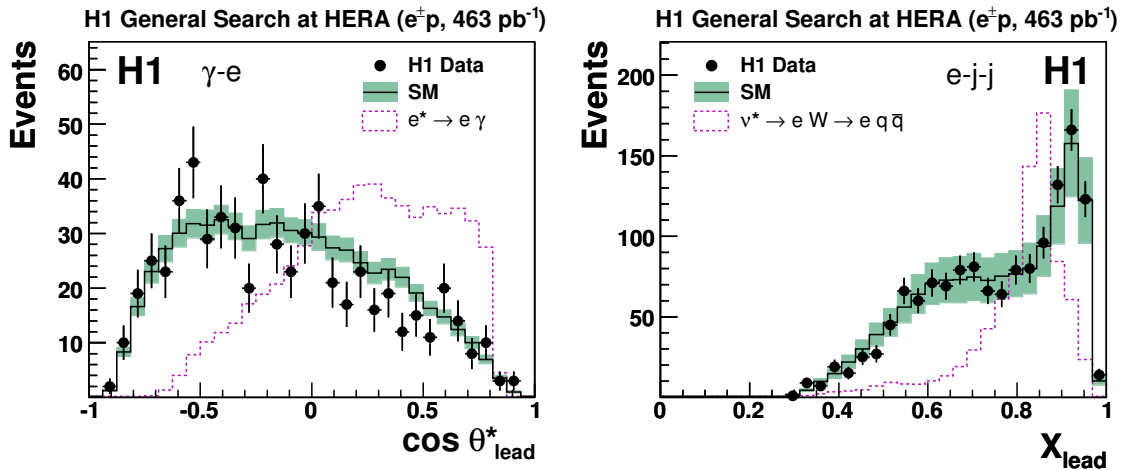 H1 General Search at HERA (e±p, 463 pb⁻¹)
Events
60
50
40
30
20
10
H1
γ-e
H1 Data
SM
e* → e γ
-1
-0.5
0
0.5
1
cos θ*lead
H1 General Search at HERA (e±p, 463 pb⁻¹)
Events
200
150
100
50
e-j-j
H1
H1 Data
SM
ν* → e W → e q q̄
0
0.2
0.4
0.6
0.8
1
Xlead